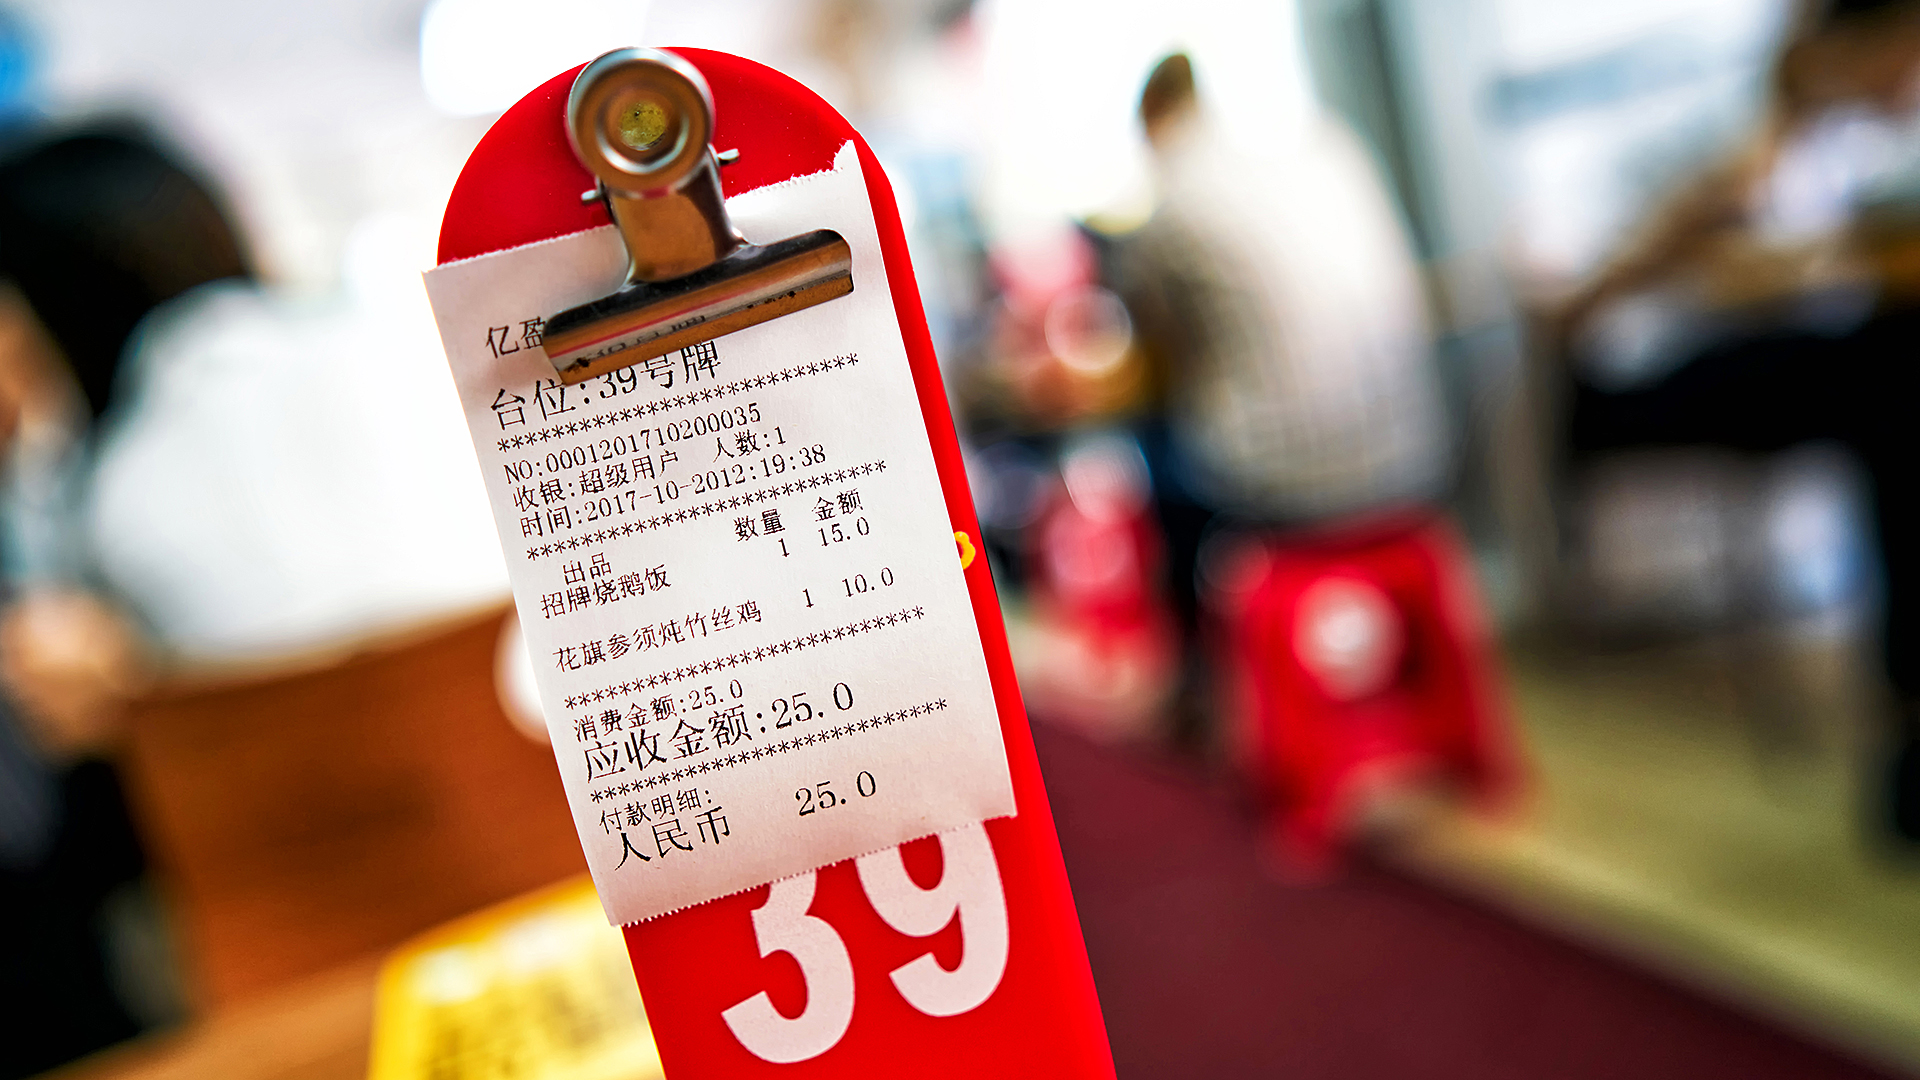 亿盈
台位:39号牌
******************************
NO:0001201710200035
收银:超级用户 人数:1
时间:2017-10-2012:19:38
******************************
出品 数量 金额
1 15.0
招牌烧鹅饭
1 10.0
花旗参须炖竹丝鸡
******************************
消费金额:25.0
应收金额:25.0
******************************
付款明细:
人民币 25.0
39